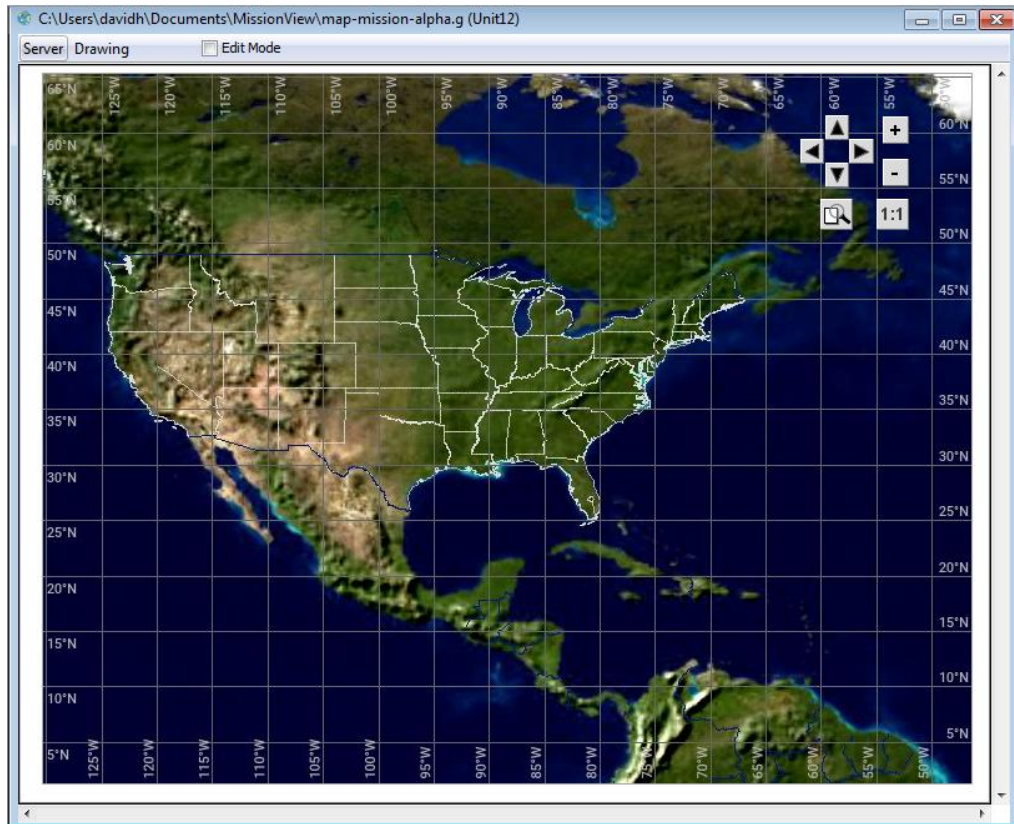 C:\Users\davidh\Documents\MissionView\map-mission-alpha.g (Unit12)
Server Drawing Edit Mode
65°N 125°W 120°W 115°W 110°W 105°W 100°W 95°W 90°W 85°W 80°W 75°W 70°W 65°W 60°W 55°W
60°N 60°N
+
55°N 55°N
-
1:1
50°N 50°N
45°N 45°N
40°N 40°N
35°N 35°N
30°N 30°N
25°N 25°N
20°N 20°N
15°N 15°N
10°N 10°N
5°N 5°N
125°W 120°W 115°W 110°W 105°W 100°W 95°W 90°W 85°W 80°W 75°W 70°W 65°W 60°W 55°W 50°W